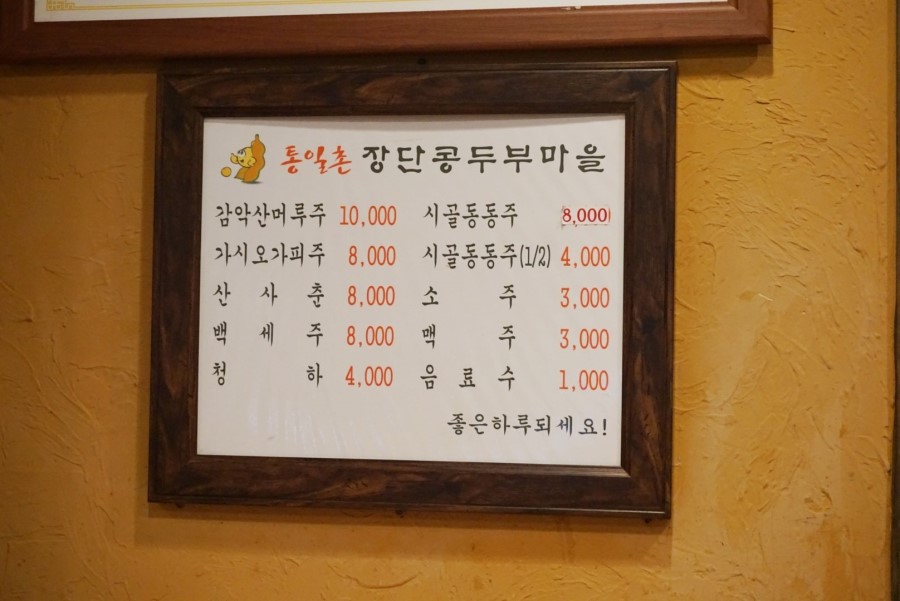 통일촌 장단콩두부마을
감악산머루주 10,000 시골동동주 8,000
가시오가피주 8,000 시골동동주(1/2) 4,000
산사춘 8,000 소주 3,000
백세주 8,000 맥주 3,000
청하 4,000 음료수 1,000
좋은하루되세요!